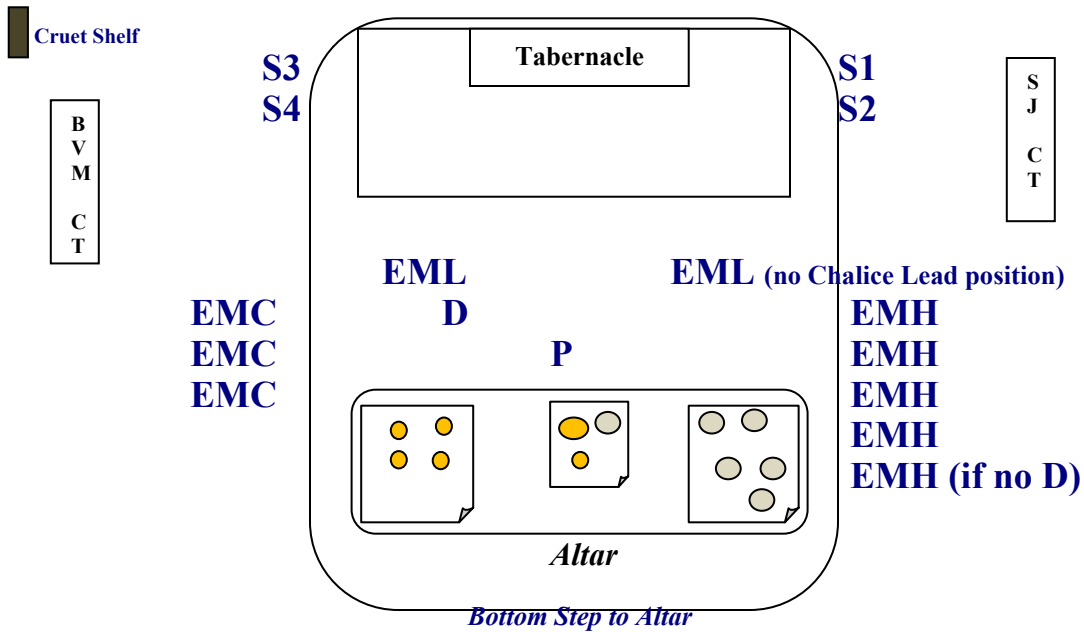 Cruet Shelf
Tabernacle
S3
S1
S4
S2
B
V
M
C
T
S
J
C
T
EML
EML (no Chalice Lead position)
EMC
D
EMH
EMC
P
EMH
EMC
EMH
EMH
EMH (if no D)
Altar
Bottom Step to Altar